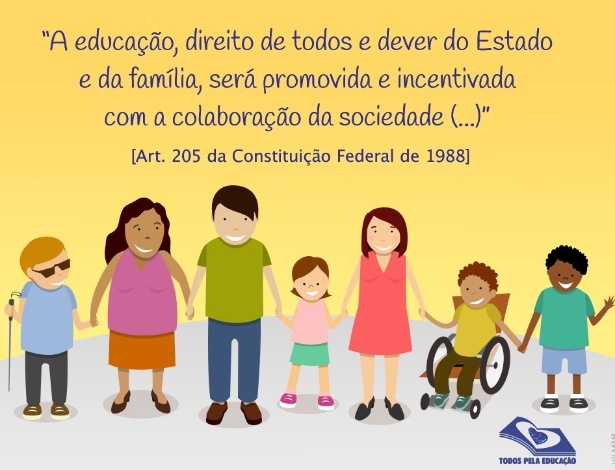 “A educação, direito de todos e dever do Estado
e da família, será promovida e incentivada
com a colaboração da sociedade (...)”
[Art. 205 da Constituição Federal de 1988]
TODOS PELA EDUCAÇÃO